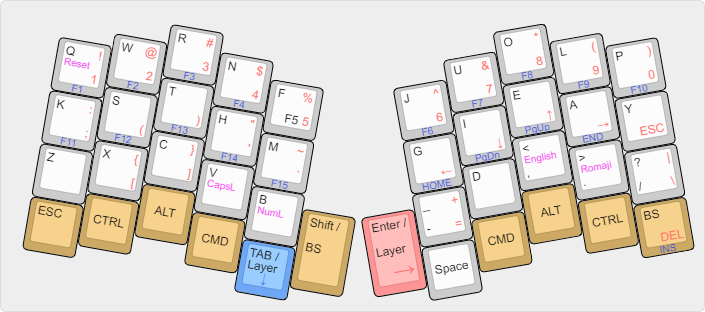 Q !
Reset
1
F1
W @
2
F2
R #
3
F3
N $
4
F4
F %
F5 5
J ^
6
F6
U &
7
F7
O *
8
F8
L (
9
F9
P )
0
F10
K :
;
F11
S
(
F12
T
)
F13
H "
'
F14
M ~
.
F15
G
←
HOME
I
↓
PgDn
E
↑
PgUp
A
→
END
Y
ESC
Z
X {
[
C }
]
V
CapsL
B
NumL
_ +
- =
D
<
English
,
>
Romaji
.
? |
/ \
ESC
CTRL
ALT
CMD
TAB /
Layer
↓
Shift /
BS
Enter /
Layer
→
Space
CMD
ALT
CTRL
BS
DEL
INS